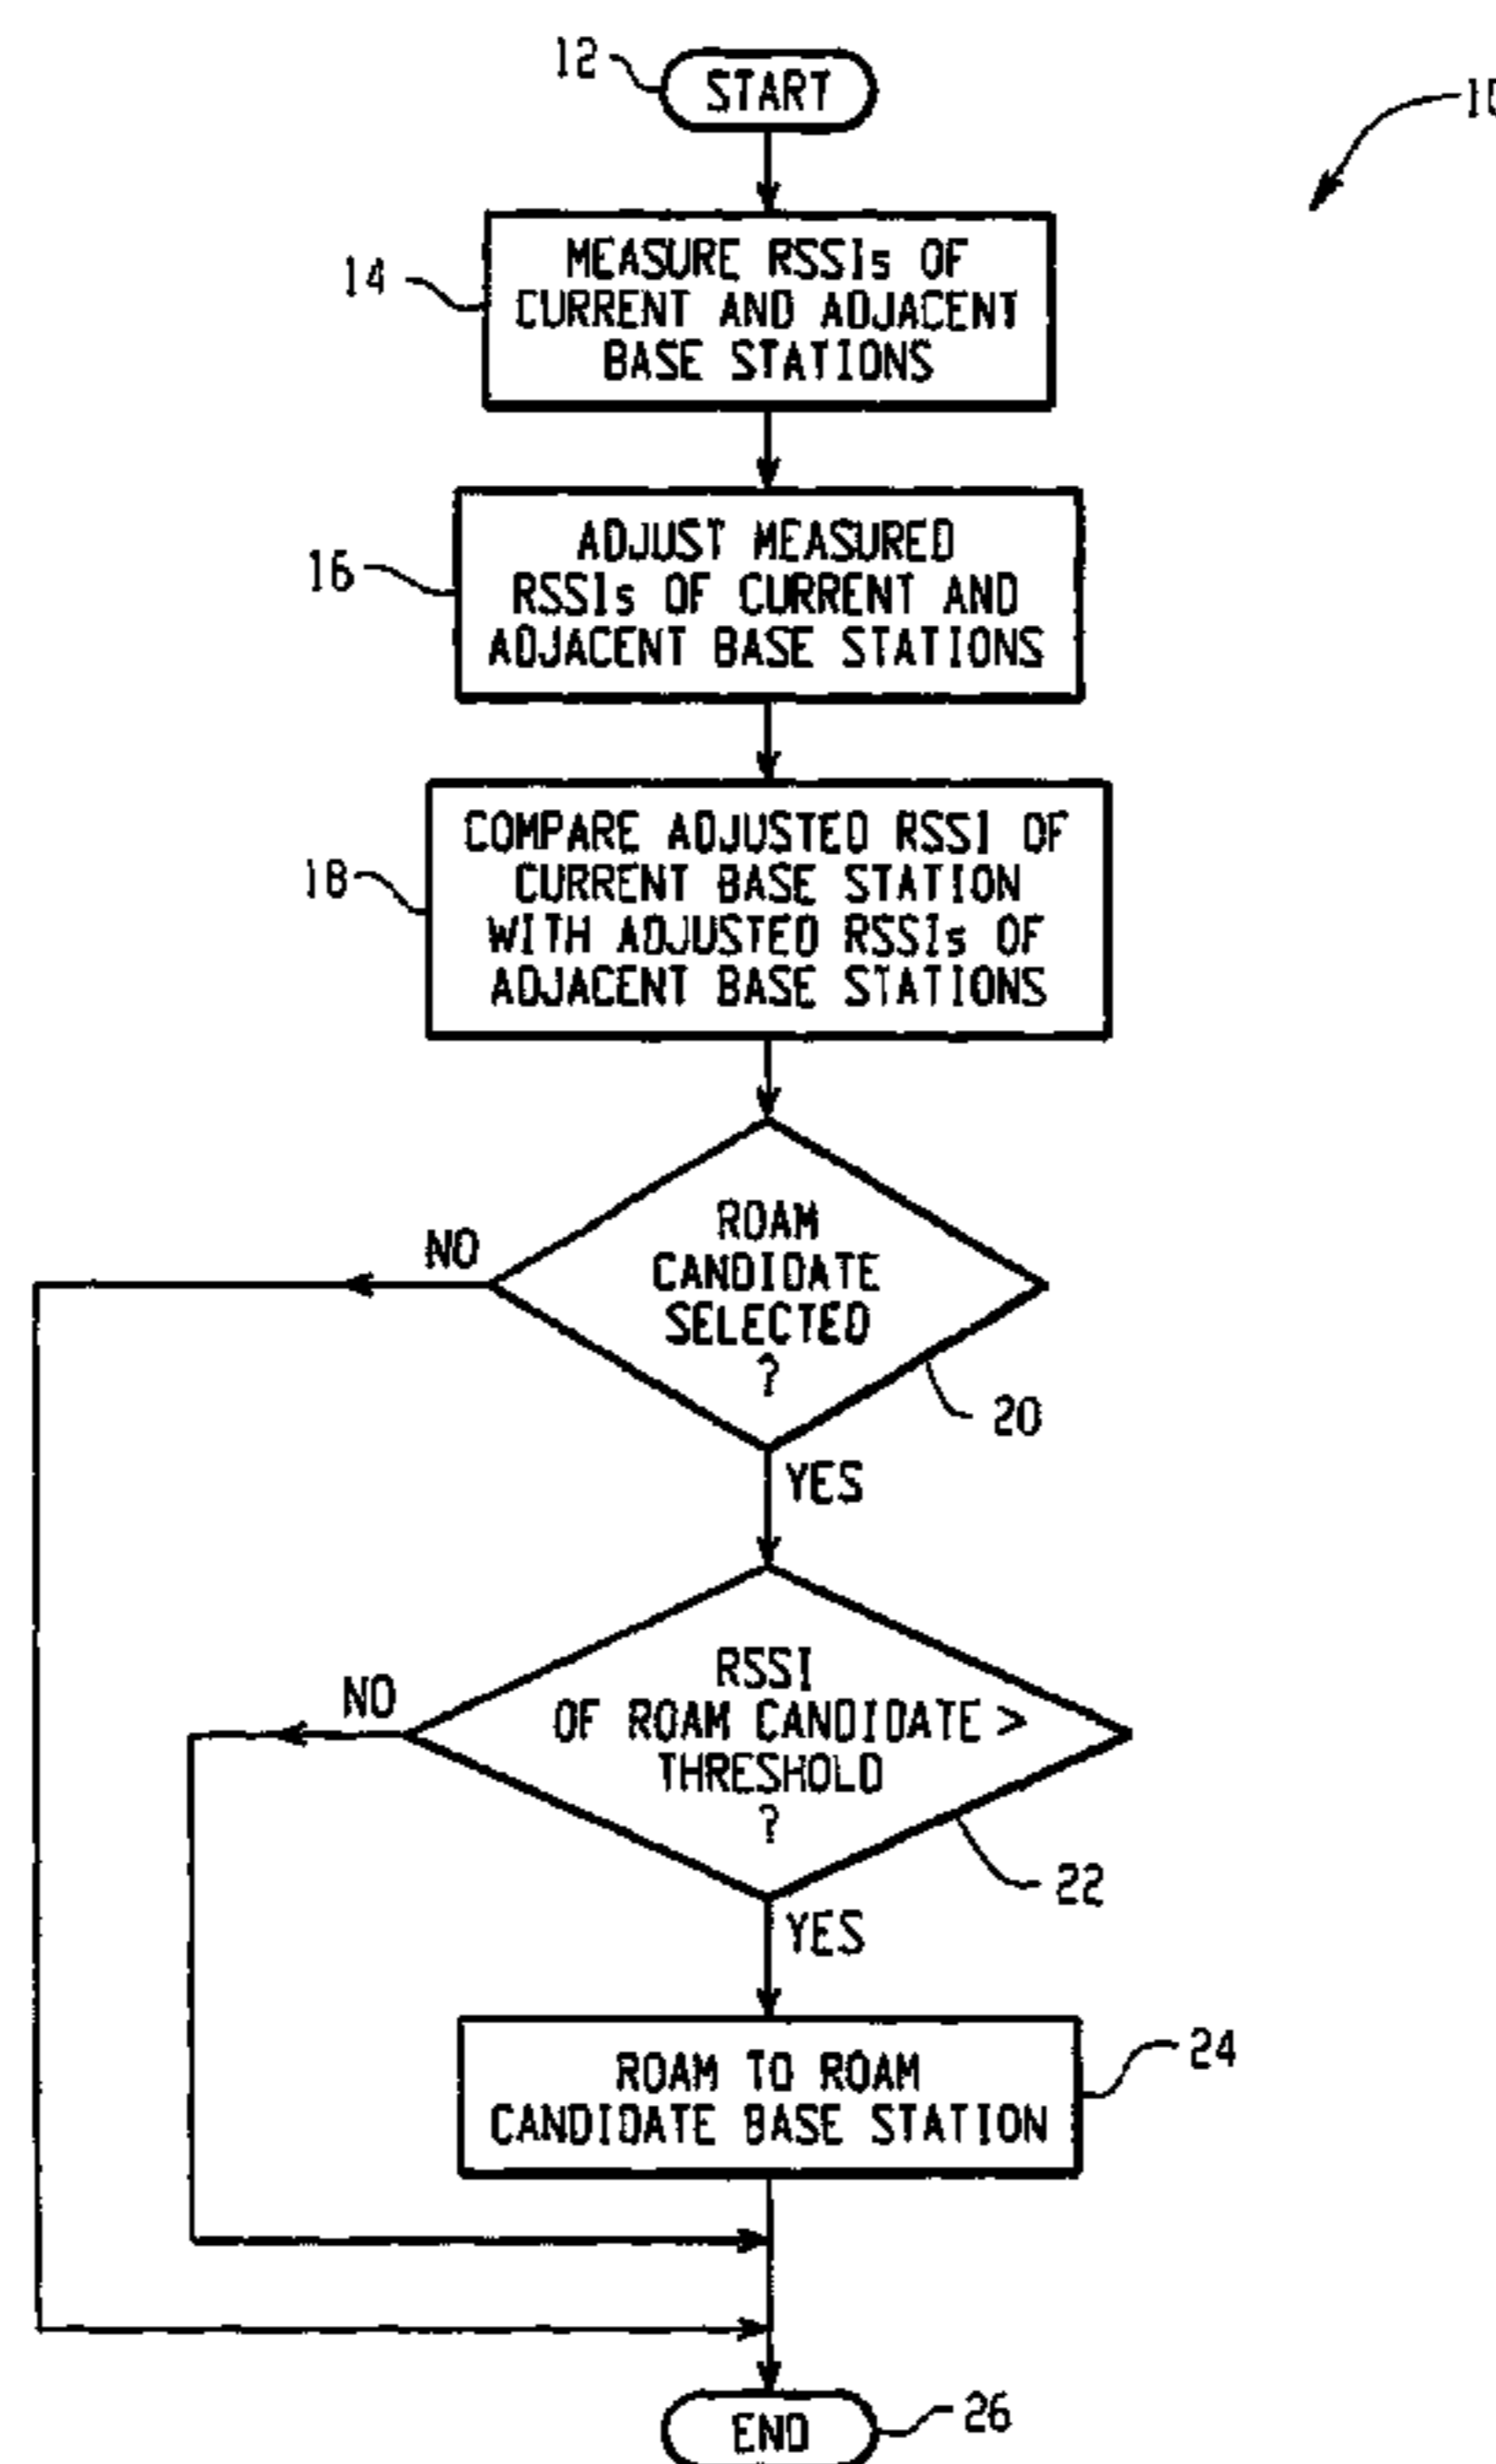 12
START
10
14
MEASURE RSSIs OF
CURRENT AND ADJACENT
BASE STATIONS
16
ADJUST MEASURED
RSSIs OF CURRENT AND
ADJACENT BASE STATIONS
18
COMPARE ADJUSTED RSSI OF
CURRENT BASE STATION
WITH ADJUSTED RSSIs OF
ADJACENT BASE STATIONS
NO
ROAM
CANDIDATE
SELECTED
?
20
YES
NO
RSSI
OF ROAM CANDIDATE >
THRESHOLD
?
22
YES
24
ROAM TO ROAM
CANDIDATE BASE STATION
END
26